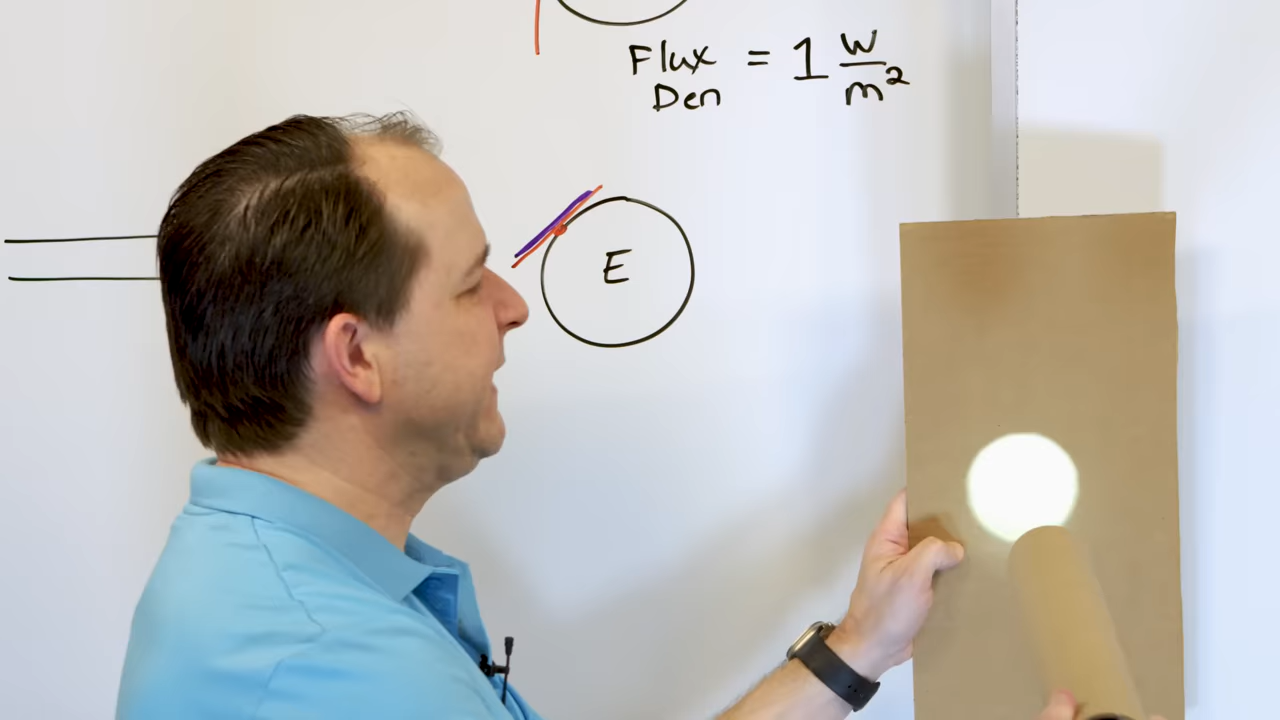 Flux = 1 W/m²
Den
E